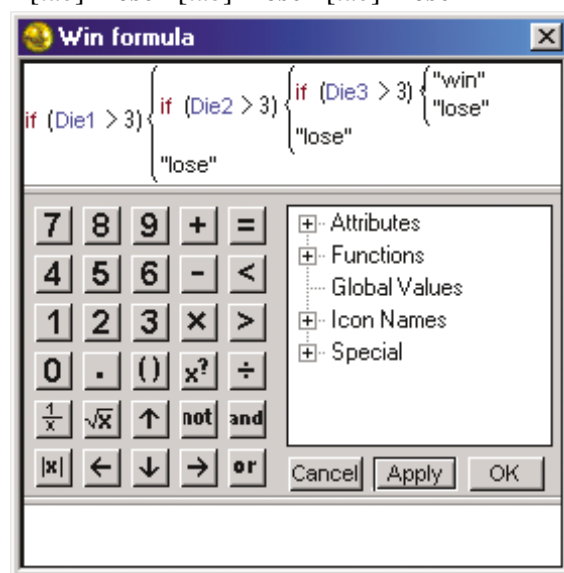 Win formula
if (Die1 > 3) { if (Die2 > 3) { if (Die3 > 3) { "win"
"lose"
"lose"
"lose"
7 8 9 + =
4 5 6 - <
1 2 3 × >
0 . () x? ÷
1/x √x ↑ not and
|x| ← ↓ → or
Attributes
Functions
Global Values
Icon Names
Special
Cancel Apply OK